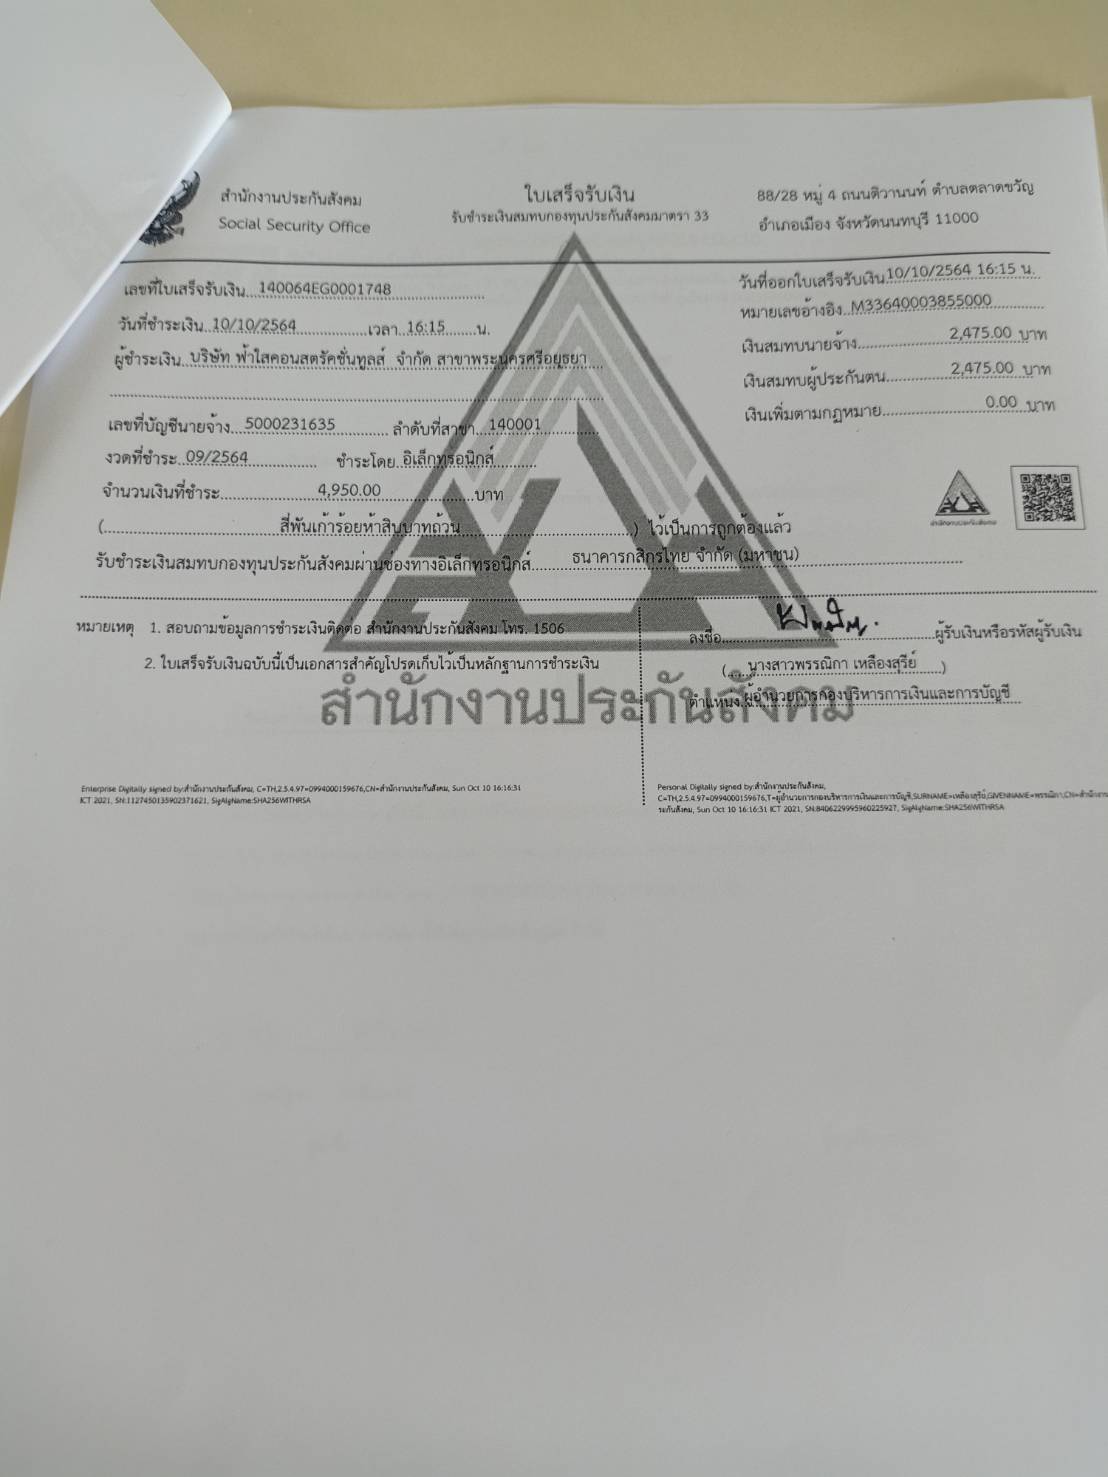 สำนักงานประกันสังคม
Social Security Office
ใบเสร็จรับเงิน
รับชำระเงินสมทบกองทุนประกันสังคมมาตรา 33
88/28 หมู่ 4 ถนนติวานนท์ ตำบลตลาดขวัญ
อำเภอเมือง จังหวัดนนทบุรี 11000
เลขที่ใบเสร็จรับเงิน 140064EG0001748
วันที่ออกใบเสร็จรับเงิน 10/10/2564 16:15 น.
วันที่ชำระเงิน 10/10/2564 เวลา 16:15 น.
หมายเลขอ้างอิง M33640003855000
ผู้ชำระเงิน บริษัท ฟ้าใสคอนสตรัคชั่นทูลส์ จำกัด สาขาพระนครศรีอยุธยา
เงินสมทบนายจ้าง 2,475.00 บาท
เงินสมทบผู้ประกันตน 2,475.00 บาท
เงินเพิ่มตามกฎหมาย 0.00 บาท
เลขที่บัญชีนายจ้าง 5000231635 ลำดับที่สาขา 140001
งวดที่ชำระ 09/2564 ชำระโดย อิเล็กทรอนิกส์
จำนวนเงินที่ชำระ 4,950.00 บาท
(สี่พันเก้าร้อยห้าสิบบาทถ้วน) ไว้เป็นการถูกต้องแล้ว
รับชำระเงินสมทบกองทุนประกันสังคมผ่านช่องทางอิเล็กทรอนิกส์ ธนาคารกสิกรไทย จำกัด (มหาชน)
สำนักงานประกันสังคม
หมายเหตุ 1. สอบถามข้อมูลการชำระเงินติดต่อ สำนักงานประกันสังคม โทร. 1506
2. ใบเสร็จรับเงินฉบับนี้เป็นเอกสารสำคัญโปรดเก็บไว้เป็นหลักฐานการชำระเงิน
ลงชื่อ ผู้รับเงินหรือรหัสผู้รับเงิน
(นางสาวพรรณิกา เหลืองสุรีย์)
ตำแหน่ง ผู้อำนวยการกองบริหารการเงินและการบัญชี
สำนักงานประกันสังคม
Enterprise Digitally signed by:สำนักงานประกันสังคม, C=TH,2.5.4.97=0994000159676,CN=สำนักงานประกันสังคม, Sun Oct 10 16:16:31
ICT 2021, SN:1127450135902371621, SigAlgName:SHA256WITHRSA
Personal Digitally signed by:สำนักงานประกันสังคม,
C=TH,2.5.4.97=0994000159676,T=ผู้อำนวยการกองบริหารการเงินและการบัญชี,SURNAME=เหลืองสุรีย์,GIVENNAME=พรรณิกา,CN=สำนักงาน
ระกันสังคม, Sun Oct 10 16:16:31 ICT 2021, SN:8406229995960225927, SigAlgName:SHA256WITHRSA